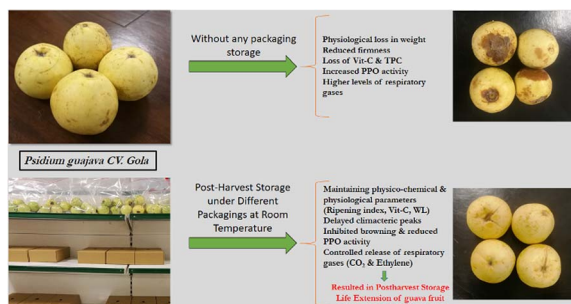 Without any packaging
storage
Physiological loss in weight
Reduced firmness
Loss of Vit-C & TPC
Increased PPO activity
Higher levels of respiratory
gases
Psidium guajava CV. Gola
Post-Harvest Storage
under Different
Packagings at Room
Temperature
Maintaining physico-chemical &
physiological parameters
(Ripening index, Vit-C, WL)
Delayed climacteric peaks
Inhibited browning & reduced
PPO activity
Controlled release of respiratory
gases (CO₂ & Ethylene)
Resulted in Postharvest Storage
Life Extension of guava fruit